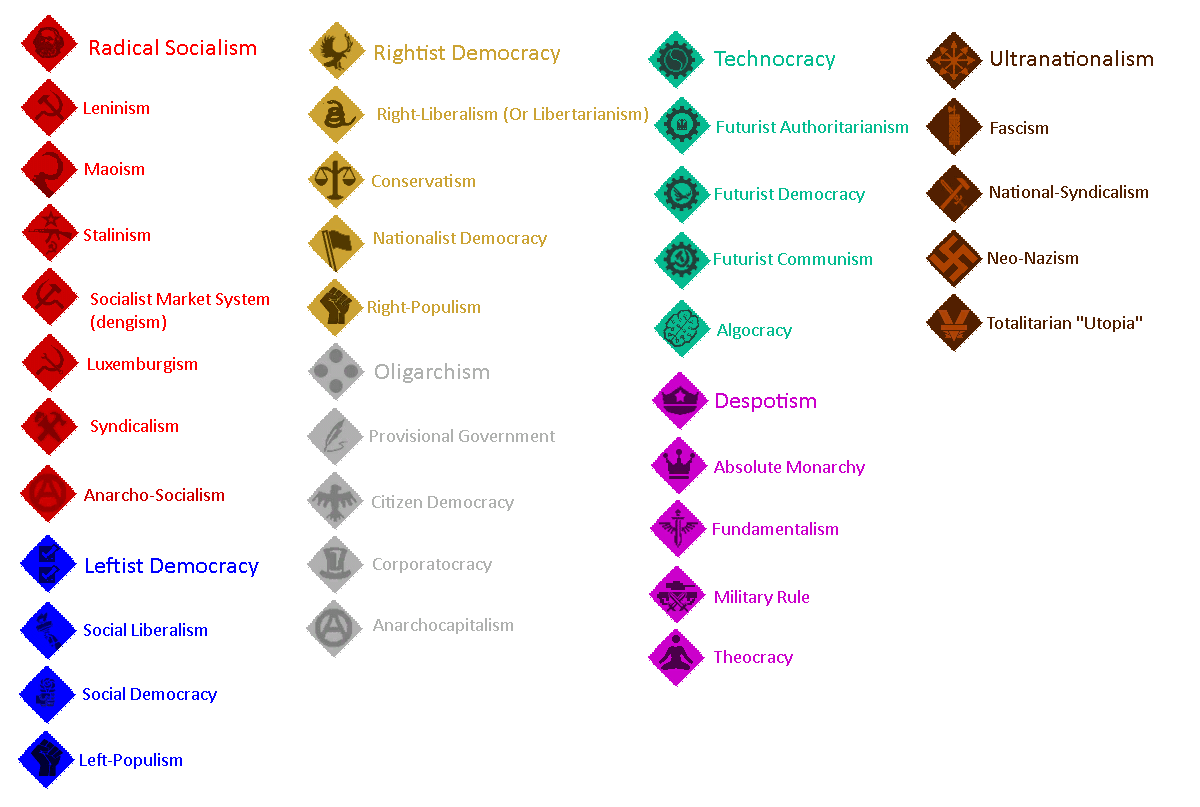 Radical Socialism
Leninism
Maoism
Stalinism
Socialist Market System
(dengism)
Luxemburgism
Syndicalism
Anarcho-Socialism
Leftist Democracy
Social Liberalism
Social Democracy
Left-Populism
Rightist Democracy
Right-Liberalism (Or Libertarianism)
Conservatism
Nationalist Democracy
Right-Populism
Oligarchism
Provisional Government
Citizen Democracy
Corporatocracy
Anarchocapitalism
Technocracy
Futurist Authoritarianism
Futurist Democracy
Futurist Communism
Algocracy
Despotism
Absolute Monarchy
Fundamentalism
Military Rule
Theocracy
Ultranationalism
Fascism
National-Syndicalism
Neo-Nazism
Totalitarian "Utopia"